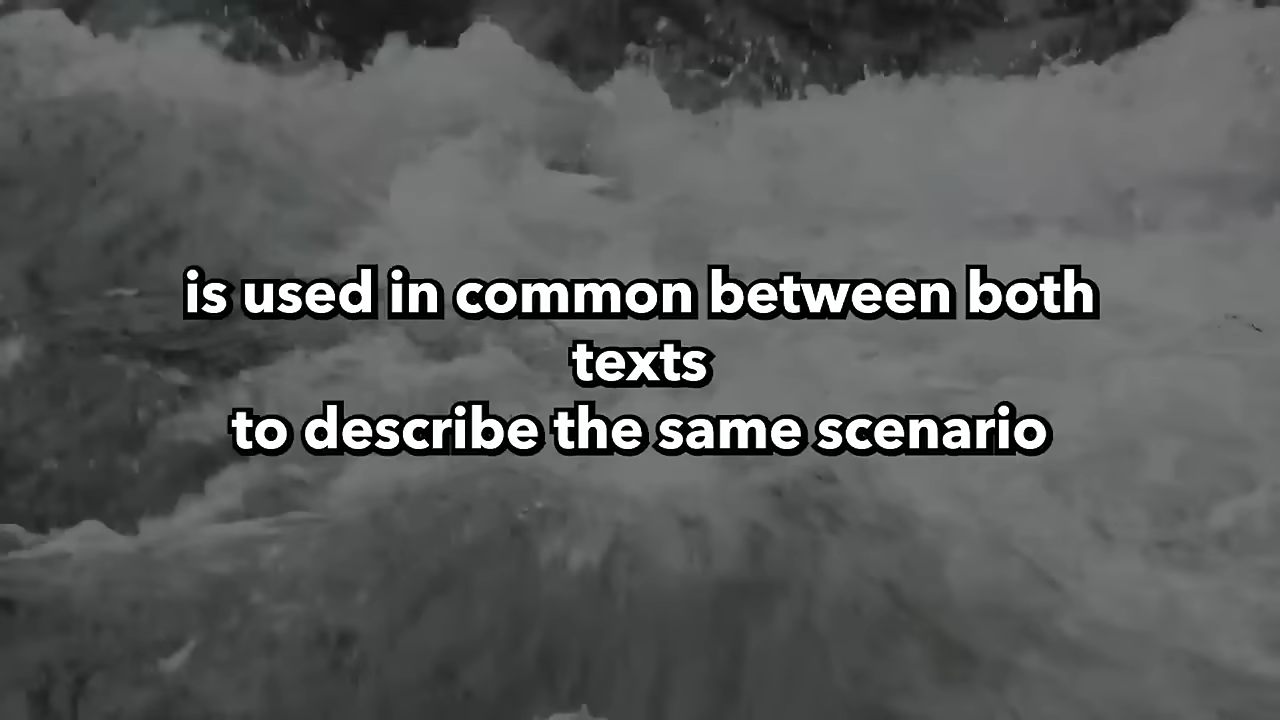 is used in common between both
texts
to describe the same scenario